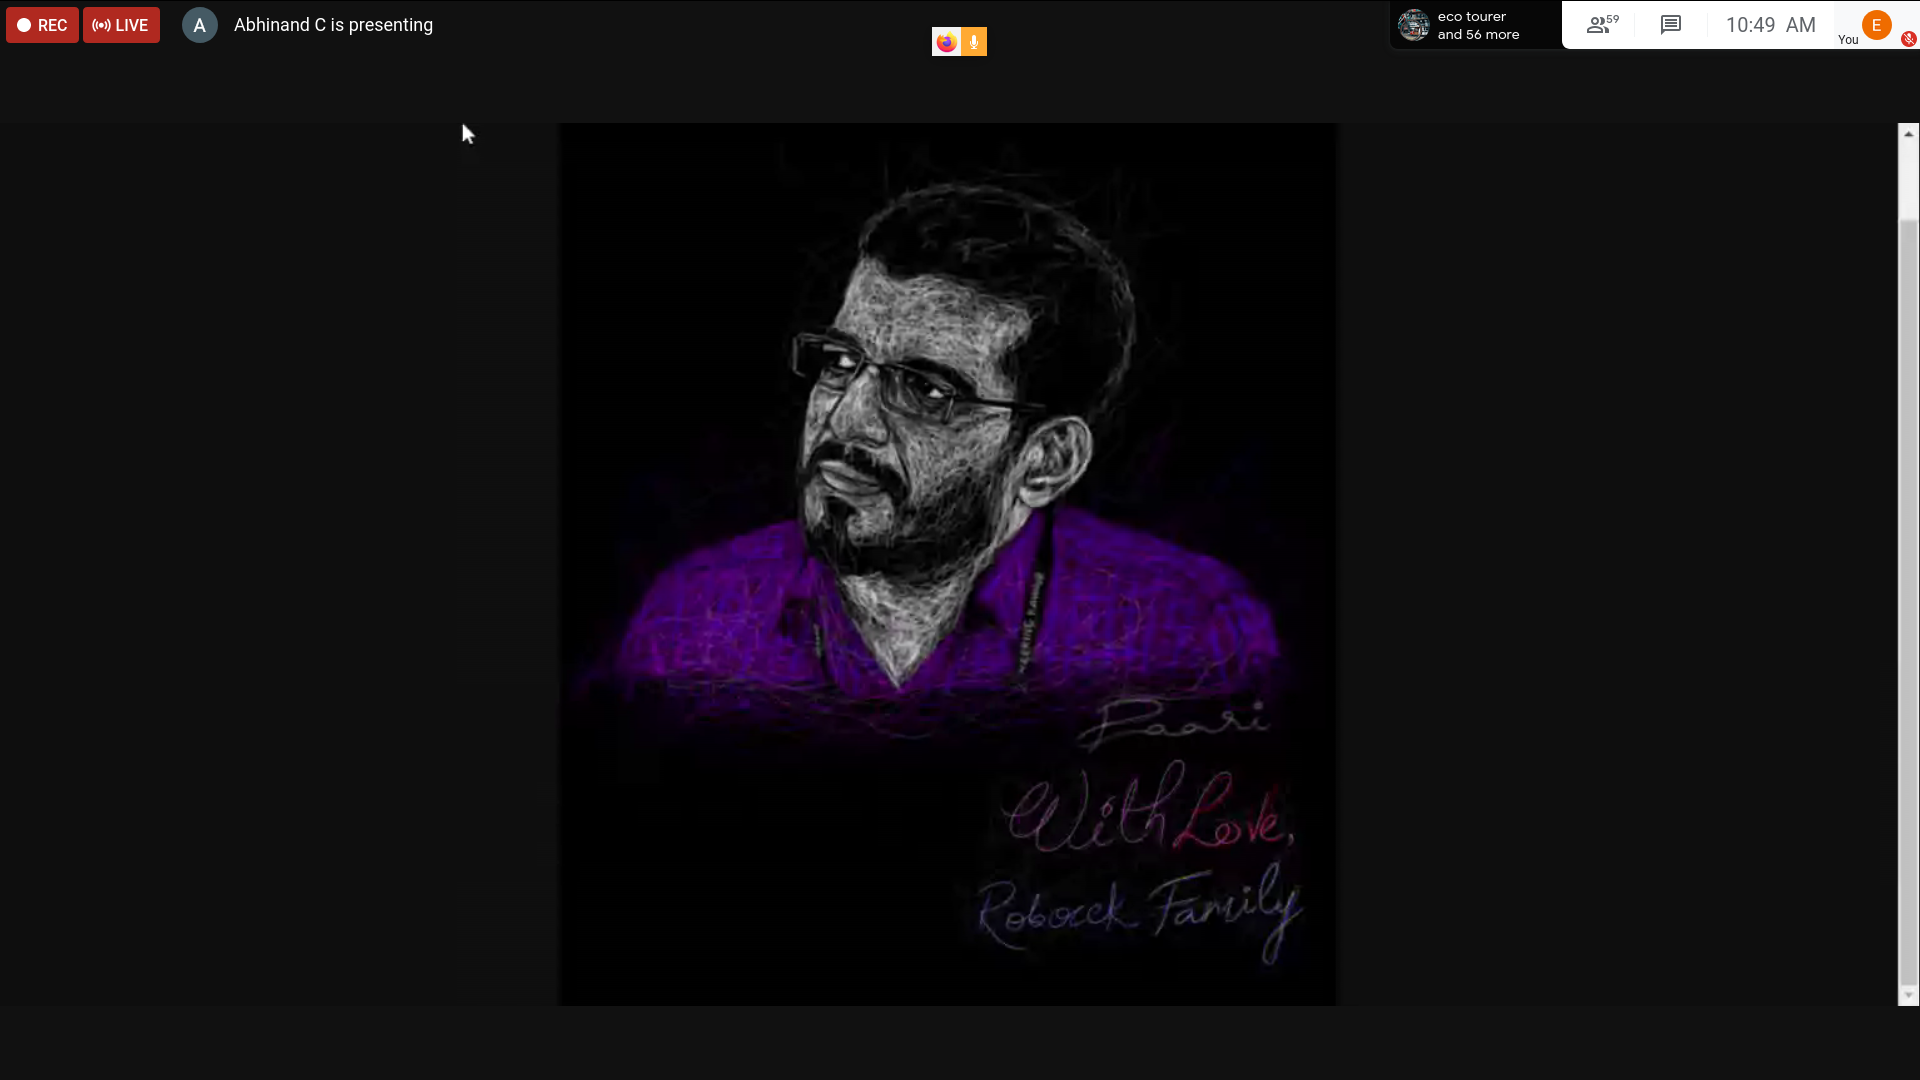 REC
LIVE
A
Abhinand C is presenting
eco tourer
and 56 more
59
10:49 AM
You
E
Paari
With Love,
Roboeck Family